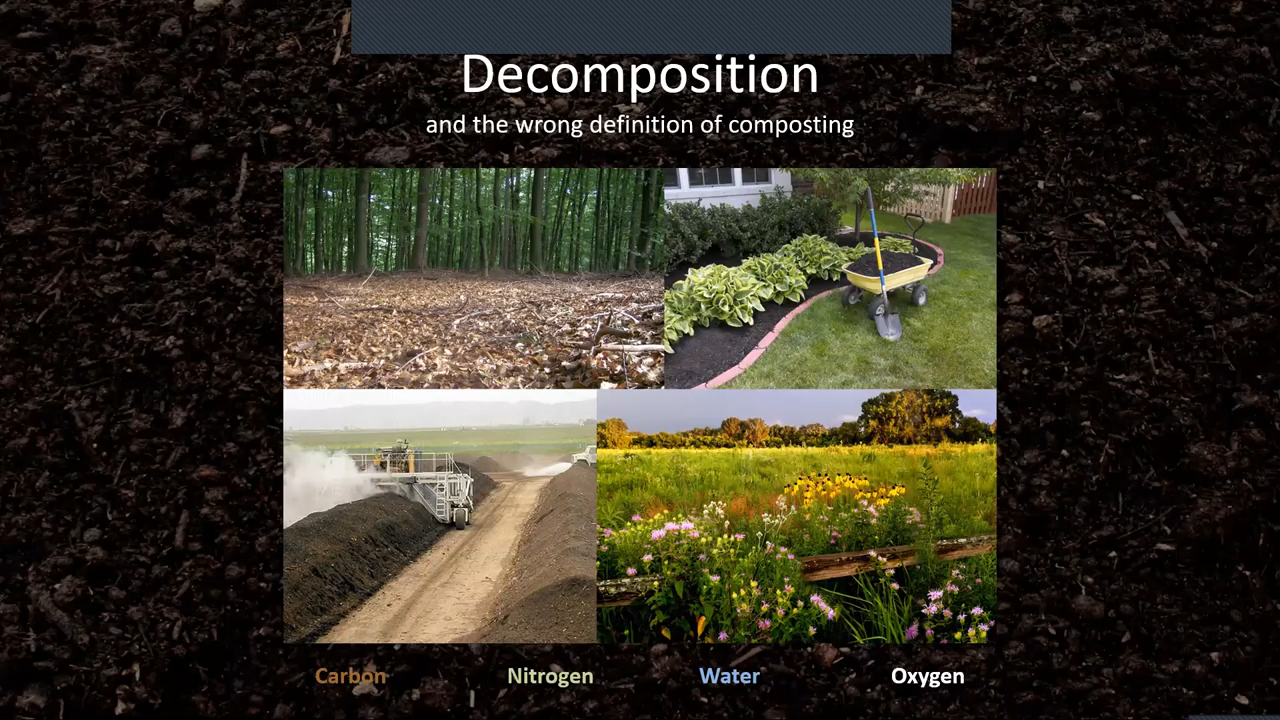 Decomposition
and the wrong definition of composting
Carbon Nitrogen Water Oxygen